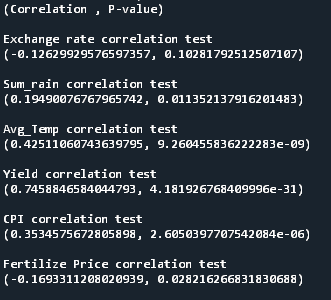 (Correlation , P-value)
Exchange rate correlation test
(-0.12629929576597357, 0.10281792512507107)
Sum_rain correlation test
(0.19490076767965742, 0.011352137916201483)
Avg_Temp correlation test
(0.42511060743639795, 9.260455836222283e-09)
Yield correlation test
(0.7458846584044793, 4.181926768409996e-31)
CPI correlation test
(0.3534575672805898, 2.6050397707542084e-06)
Fertilize Price correlation test
(-0.1693311208020939, 0.028216266831830688)